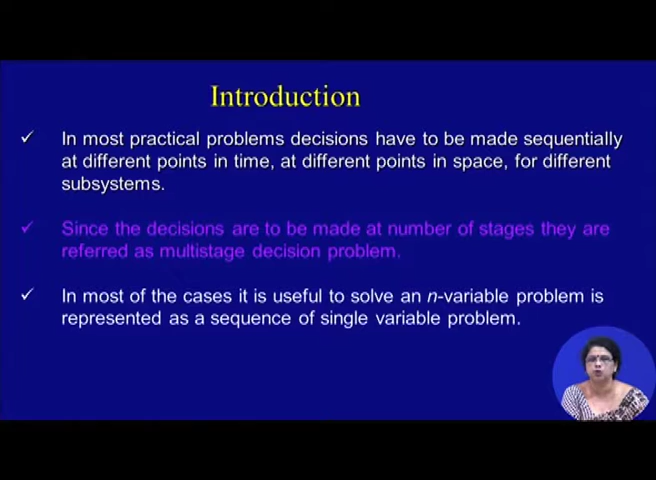 Introduction
✓ In most practical problems decisions have to be made sequentially
at different points in time, at different points in space, for different
subsystems.
✓ Since the decisions are to be made at number of stages they are
referred as multistage decision problem.
✓ In most of the cases it is useful to solve an n-variable problem is
represented as a sequence of single variable problem.